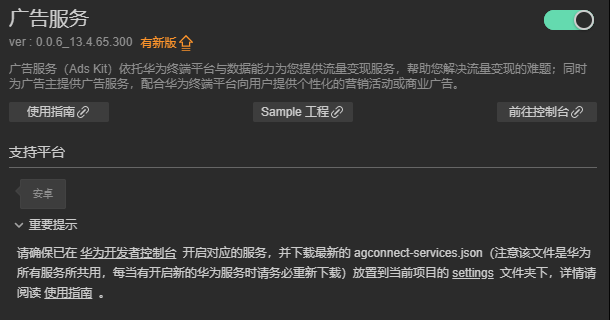 广告服务
ver : 0.0.6_13.4.65.300 有新版
广告服务（Ads Kit）依托华为终端平台与数据能力为您提供流量变现服务，帮助您解决流量变现的难题；同时
为广告主提供广告服务，配合华为终端平台向用户提供个性化的营销活动或商业广告。
使用指南 Sample 工程 前往控制台
支持平台
安卓
重要提示
请确保已在 华为开发者控制台 开启对应的服务，并下载最新的 agconnect-services.json（注意该文件是华为
所有服务所共用，每当有开启新的华为服务时请务必重新下载）放置到当前项目的 settings 文件夹下，详情请
阅读 使用指南 。